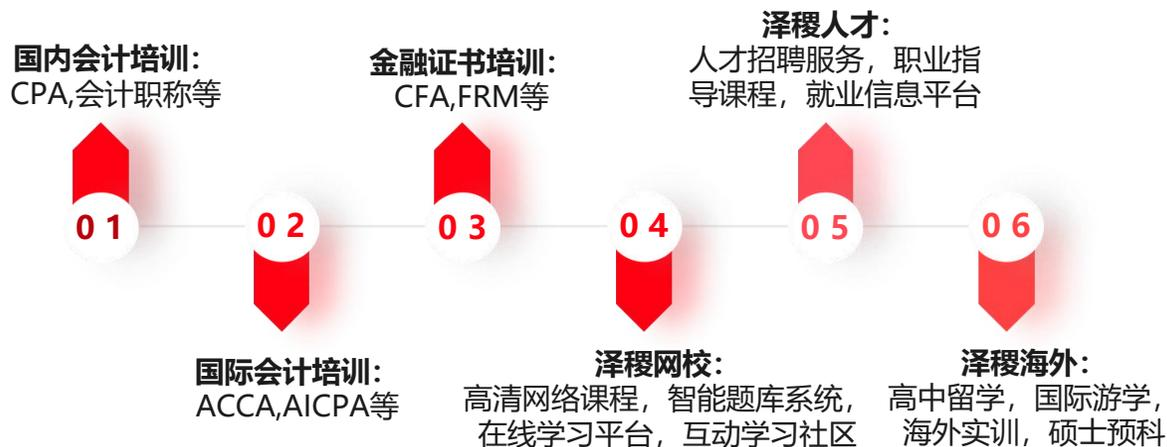 国内会计培训：
CPA,会计职称等
01
国际会计培训：
ACCA,AICPA等
02
金融证书培训：
CFA,FRM等
03
泽稷网校：
高清网络课程，智能题库系统，
在线学习平台，互动学习社区
04
泽稷人才：
人才招聘服务，职业指
导课程，就业信息平台
05
泽稷海外：
高中留学，国际游学，
海外实训，硕士预科
06